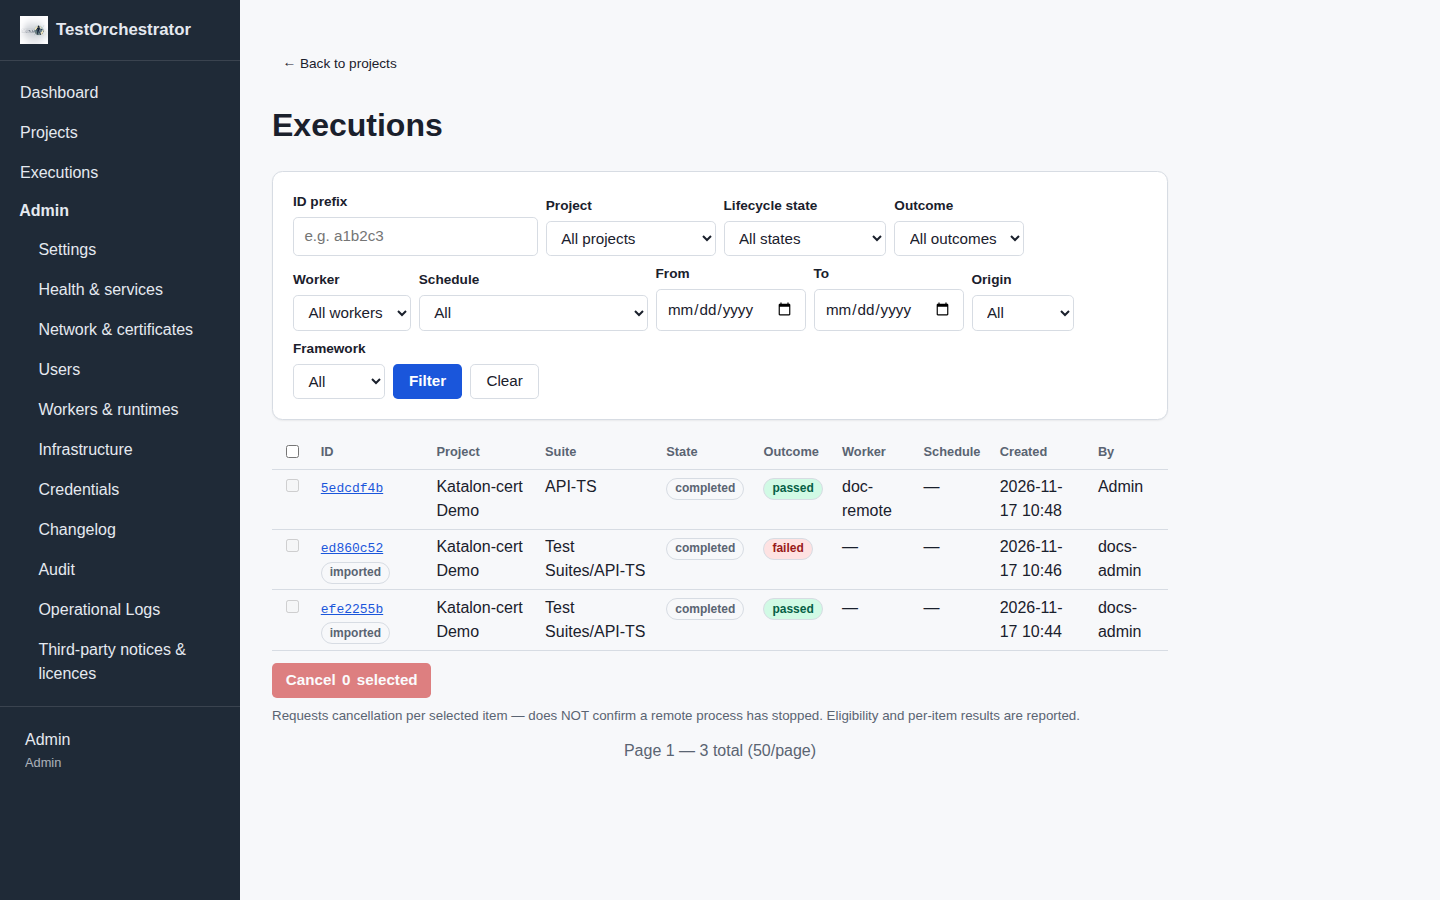 TestOrchestrator
Dashboard
Projects
Executions
Admin
Settings
Health & services
Network & certificates
Users
Workers & runtimes
Infrastructure
Credentials
Changelog
Audit
Operational Logs
Third-party notices &
licences
Admin
Admin
← Back to projects
Executions
ID prefix Project Lifecycle state Outcome
e.g. a1b2c3 All projects All states All outcomes
Worker Schedule From To Origin
All workers All mm/dd/yyyy mm/dd/yyyy All
Framework
All Filter Clear
ID Project Suite State Outcome Worker Schedule Created By
5edcdf4b Katalon-cert API-TS completed passed doc- — 2026-11- Admin
Demo remote 17 10:48
ed860c52 Katalon-cert Test completed failed — — 2026-11- docs-
imported Demo Suites/API-TS 17 10:46 admin
efe2255b Katalon-cert Test completed passed — — 2026-11- docs-
imported Demo Suites/API-TS 17 10:44 admin
Cancel 0 selected
Requests cancellation per selected item — does NOT confirm a remote process has stopped. Eligibility and per-item results are reported.
Page 1 — 3 total (50/page)